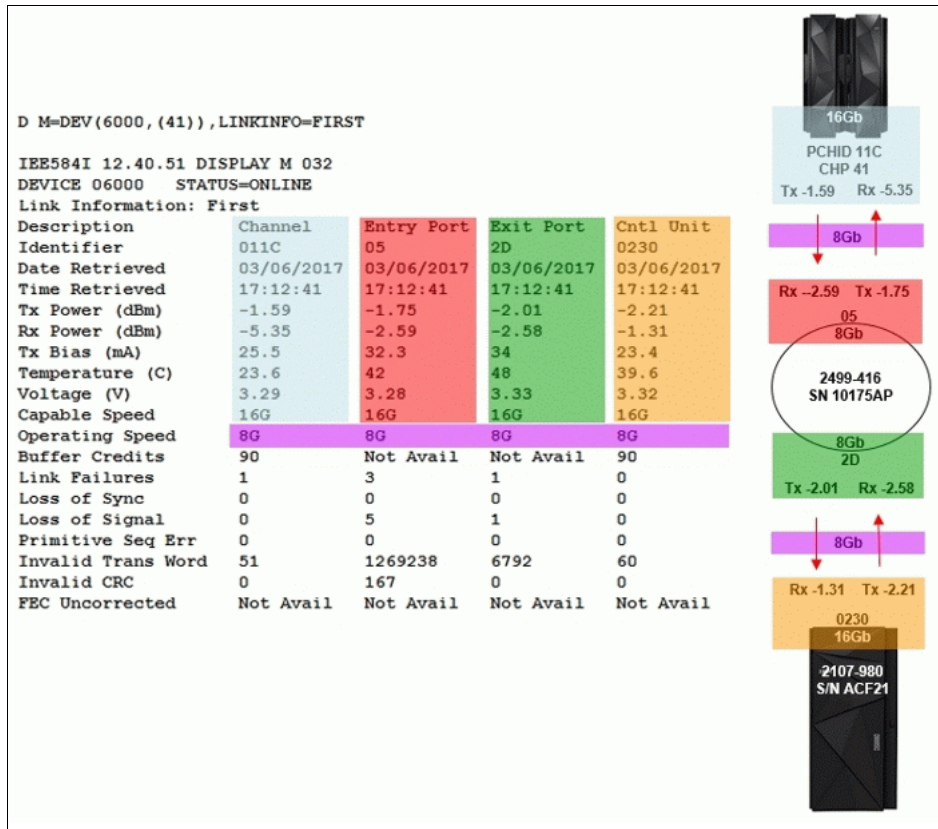 D M=DEV(6000,(41)),LINKINFO=FIRST
IEE584I 12.40.51 DISPLAY M 032
DEVICE 06000 STATUS=ONLINE
Link Information: First
Description Channel Entry Port Exit Port Cntl Unit
Identifier 011C 05 2D 0230
Date Retrieved 03/06/2017 03/06/2017 03/06/2017 03/06/2017
Time Retrieved 17:12:41 17:12:41 17:12:41 17:12:41
Tx Power (dBm) -1.59 -1.75 -2.01 -2.21
Rx Power (dBm) -5.35 -2.59 -2.58 -1.31
Tx Bias (mA) 25.5 32.3 34 23.4
Temperature (C) 23.6 42 48 39.6
Voltage (V) 3.29 3.28 3.33 3.32
Capable Speed 16G 16G 16G 16G
Operating Speed 8G 8G 8G 8G
Buffer Credits 90 Not Avail Not Avail 90
Link Failures 1 3 1 0
Loss of Sync 0 0 0 0
Loss of Signal 0 5 1 0
Primitive Seq Err 0 0 0 0
Invalid Trans Word 51 1269238 6792 60
Invalid CRC 0 167 0 0
FEC Uncorrected Not Avail Not Avail Not Avail Not Avail
16Gb
PCHID 11C
CHP 41
Tx -1.59 Rx -5.35
8Gb
Rx --2.59 Tx -1.75
05
8Gb
2499-416
SN 10175AP
8Gb
2D
Tx -2.01 Rx -2.58
8Gb
Rx -1.31 Tx -2.21
0230
16Gb
2107-980
S/N ACF21